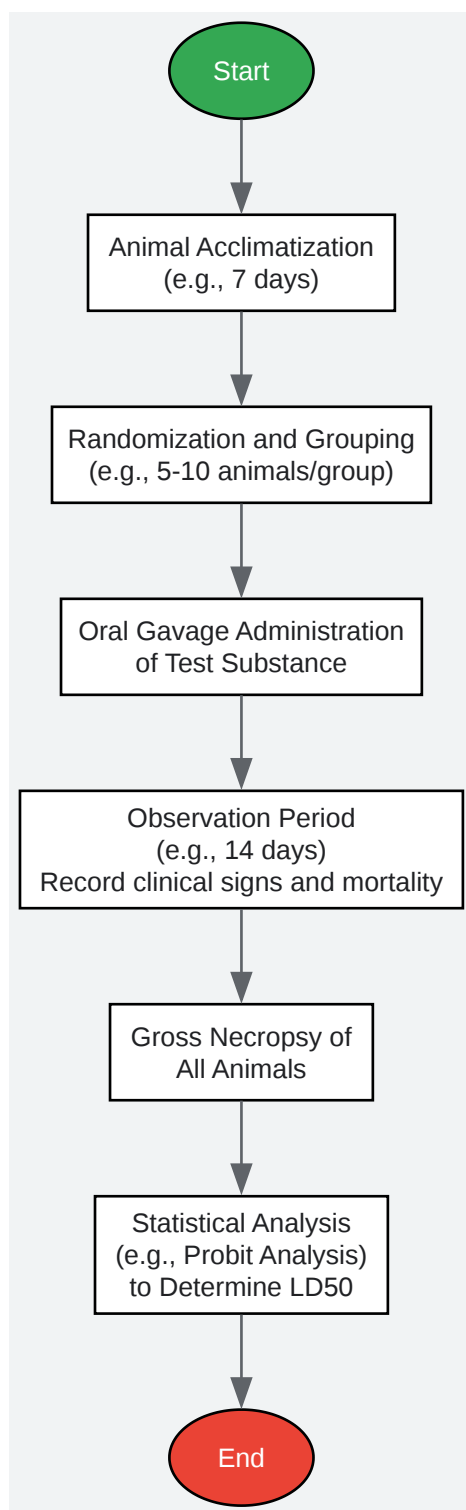 Start
Animal Acclimatization
(e.g., 7 days)
Randomization and Grouping
(e.g., 5-10 animals/group)
Oral Gavage Administration
of Test Substance
Observation Period
(e.g., 14 days)
Record clinical signs and mortality
Gross Necropsy of
All Animals
Statistical Analysis
(e.g., Probit Analysis)
to Determine LD50
End